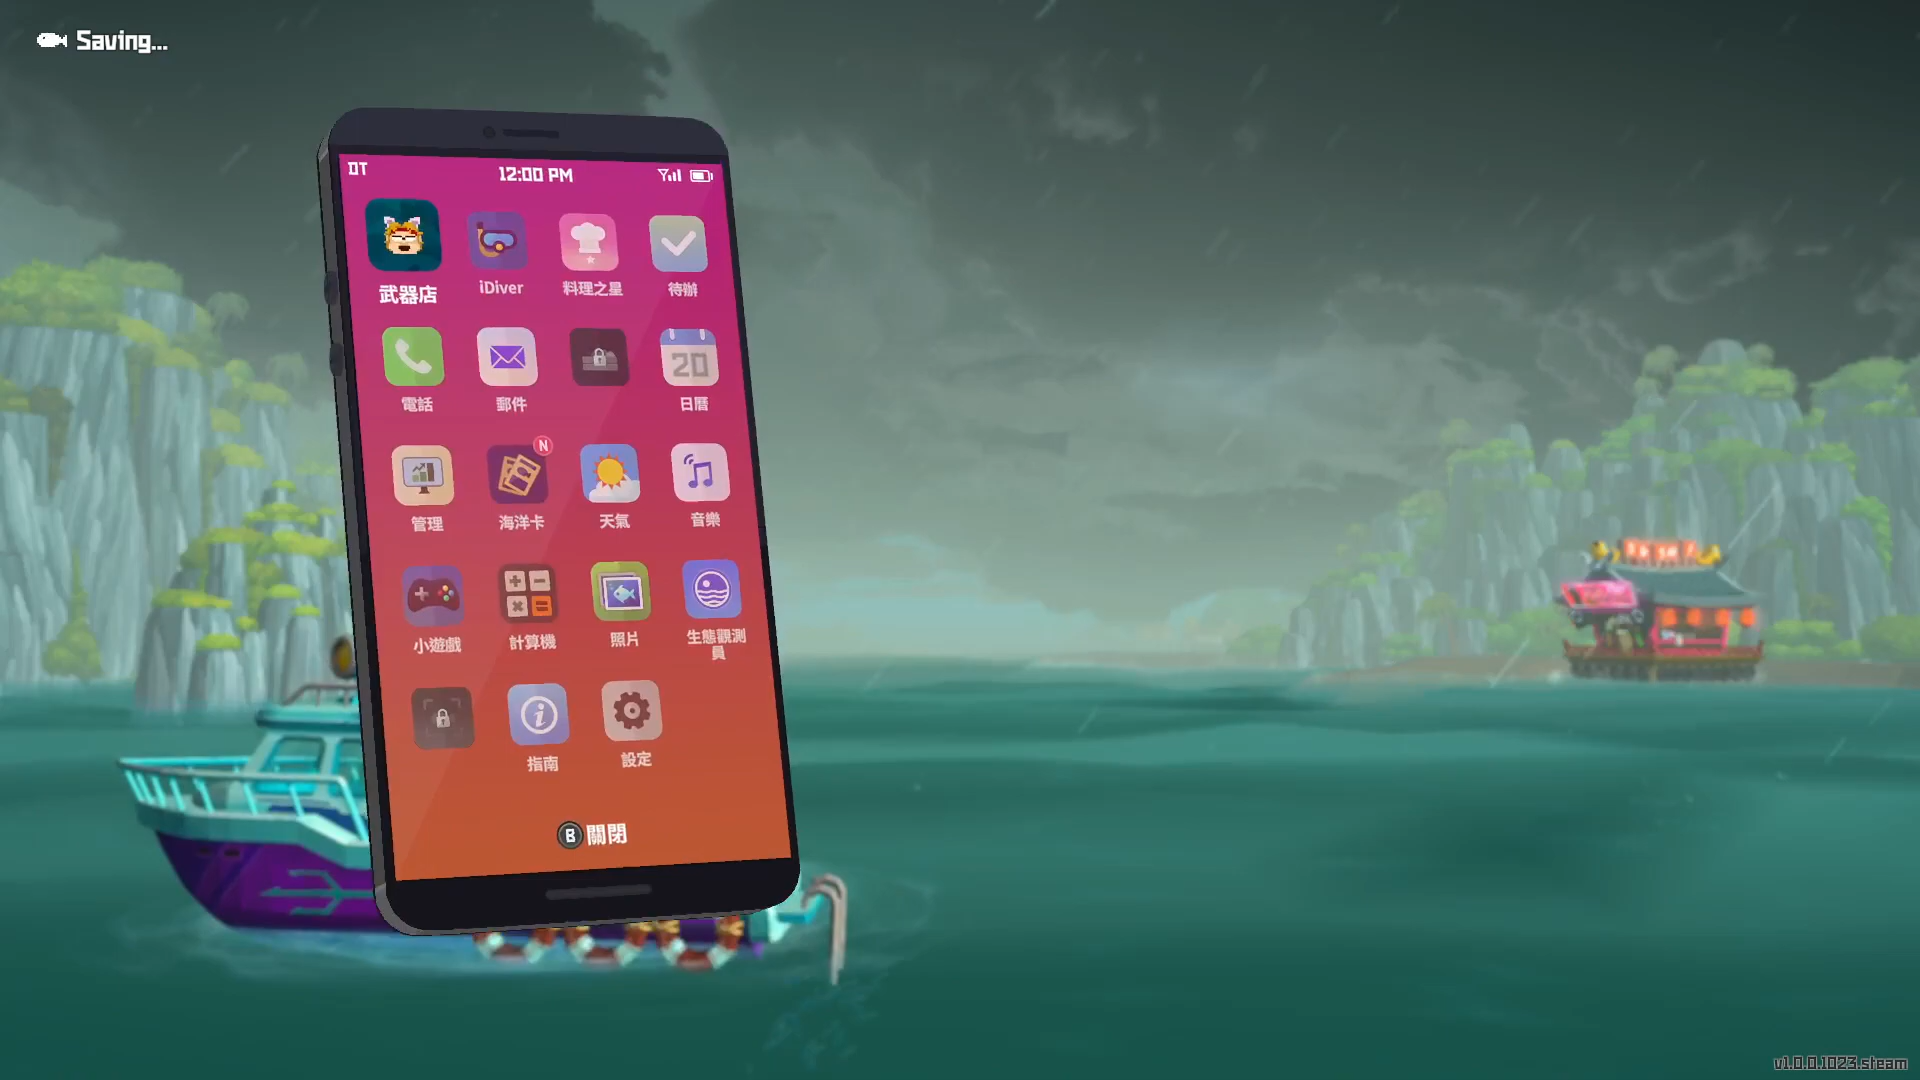 Saving...
DT
12:00 PM
武器店
iDiver
料理之星
待辦
20
電話
郵件
日曆
N
管理
海洋卡
天氣
音樂
小遊戲
計算機
照片
生態觀測
員
指南
設定
B 關閉
v1.0.0.1023.steam